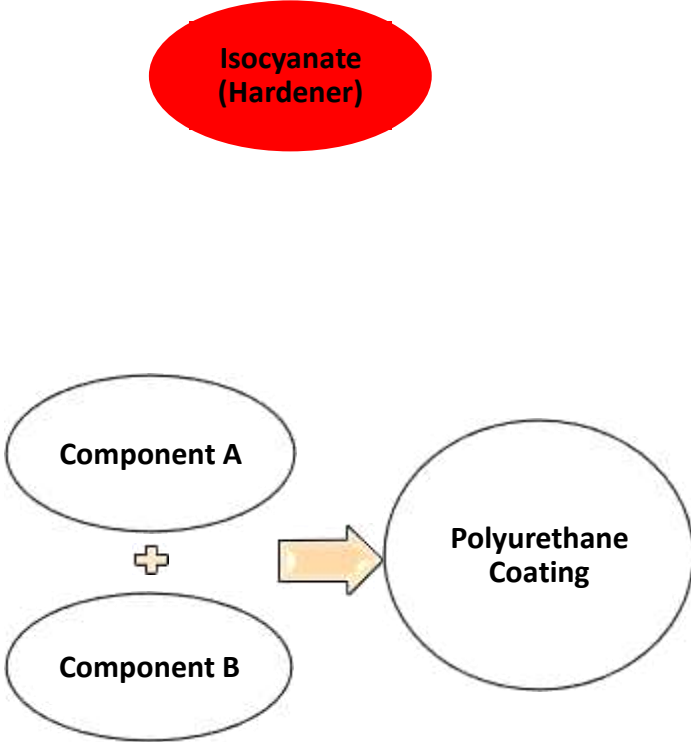 Isocyanate
(Hardener)
Component A
Polyurethane
Coating
Component B